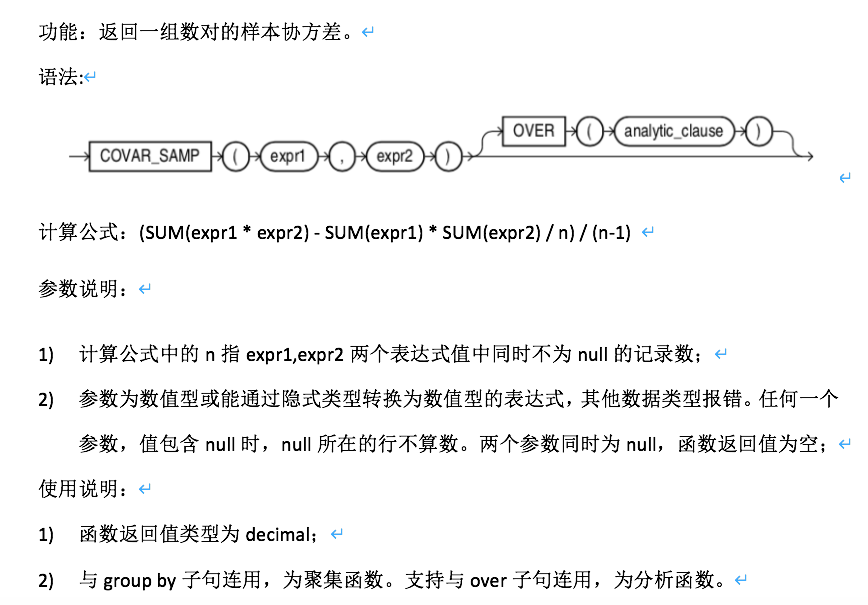 功能：返回一组数对的样本协方差。
语法:
OVER ( analytic_clause )
COVAR_SAMP ( expr1 , expr2 )
计算公式：(SUM(expr1 * expr2) - SUM(expr1) * SUM(expr2) / n) / (n-1)
参数说明：
1) 计算公式中的 n 指 expr1,expr2 两个表达式值中同时不为 null 的记录数；
2) 参数为数值型或能通过隐式类型转换为数值型的表达式，其他数据类型报错。任何一个
参数，值包含 null 时，null 所在的行不算数。两个参数同时为 null，函数返回值为空；
使用说明：
1) 函数返回值类型为 decimal；
2) 与 group by 子句连用，为聚集函数。支持与 over 子句连用，为分析函数。